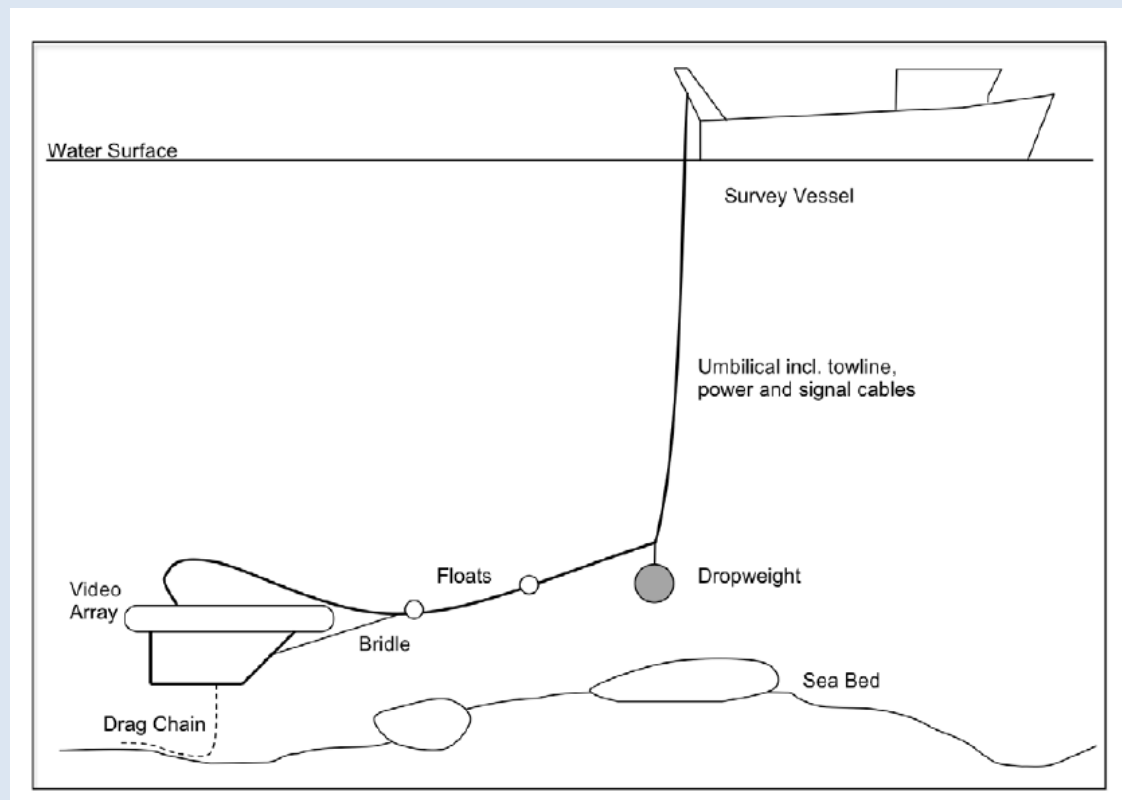 Water Surface
Survey Vessel
Umbilical incl. towline,
power and signal cables
Floats
Dropweight
Video
Array
Bridle
Sea Bed
Drag Chain